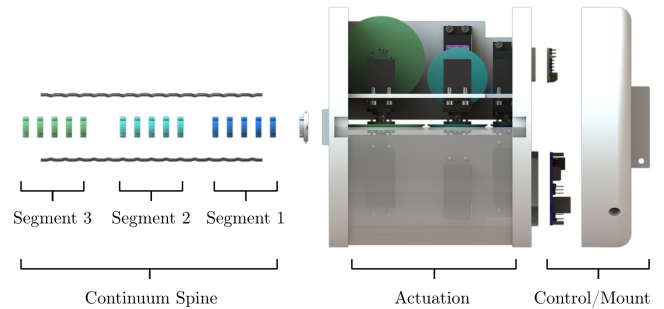 Segment 3 Segment 2 Segment 1
Continuum Spine Actuation Control/Mount